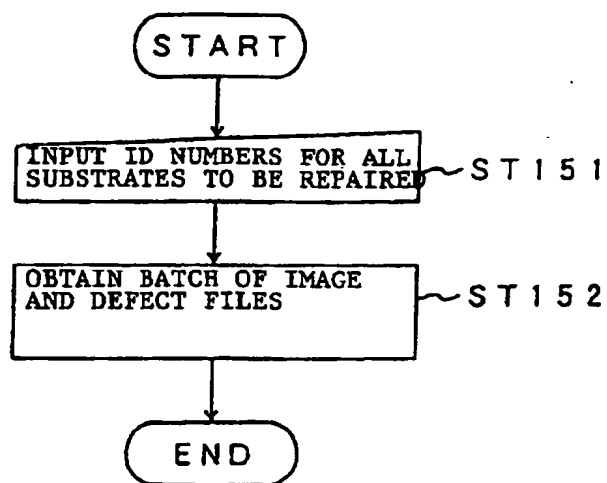 START
INPUT ID NUMBERS FOR ALL
SUBSTRATES TO BE REPAIRED
ST151
OBTAIN BATCH OF IMAGE
AND DEFECT FILES
ST152
END